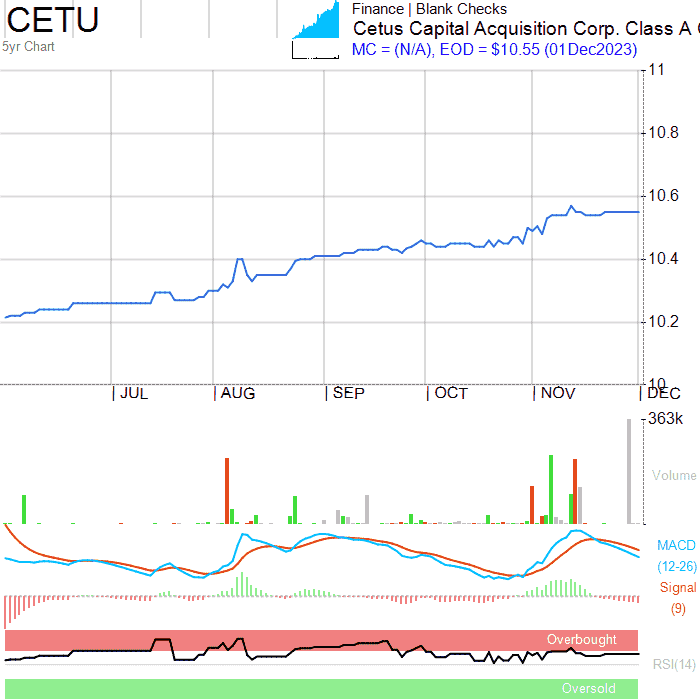 CETU
5yr Chart
Finance | Blank Checks
Cetus Capital Acquisition Corp. Class A
MC = (N/A), EOD = $10.55 (01Dec2023)
11
10.8
10.6
10.4
10.2
10
JUL AUG SEP OCT NOV DEC
363k
Volume
MACD
(12-26)
Signal
(9)
Overbought
RSI(14)
Oversold